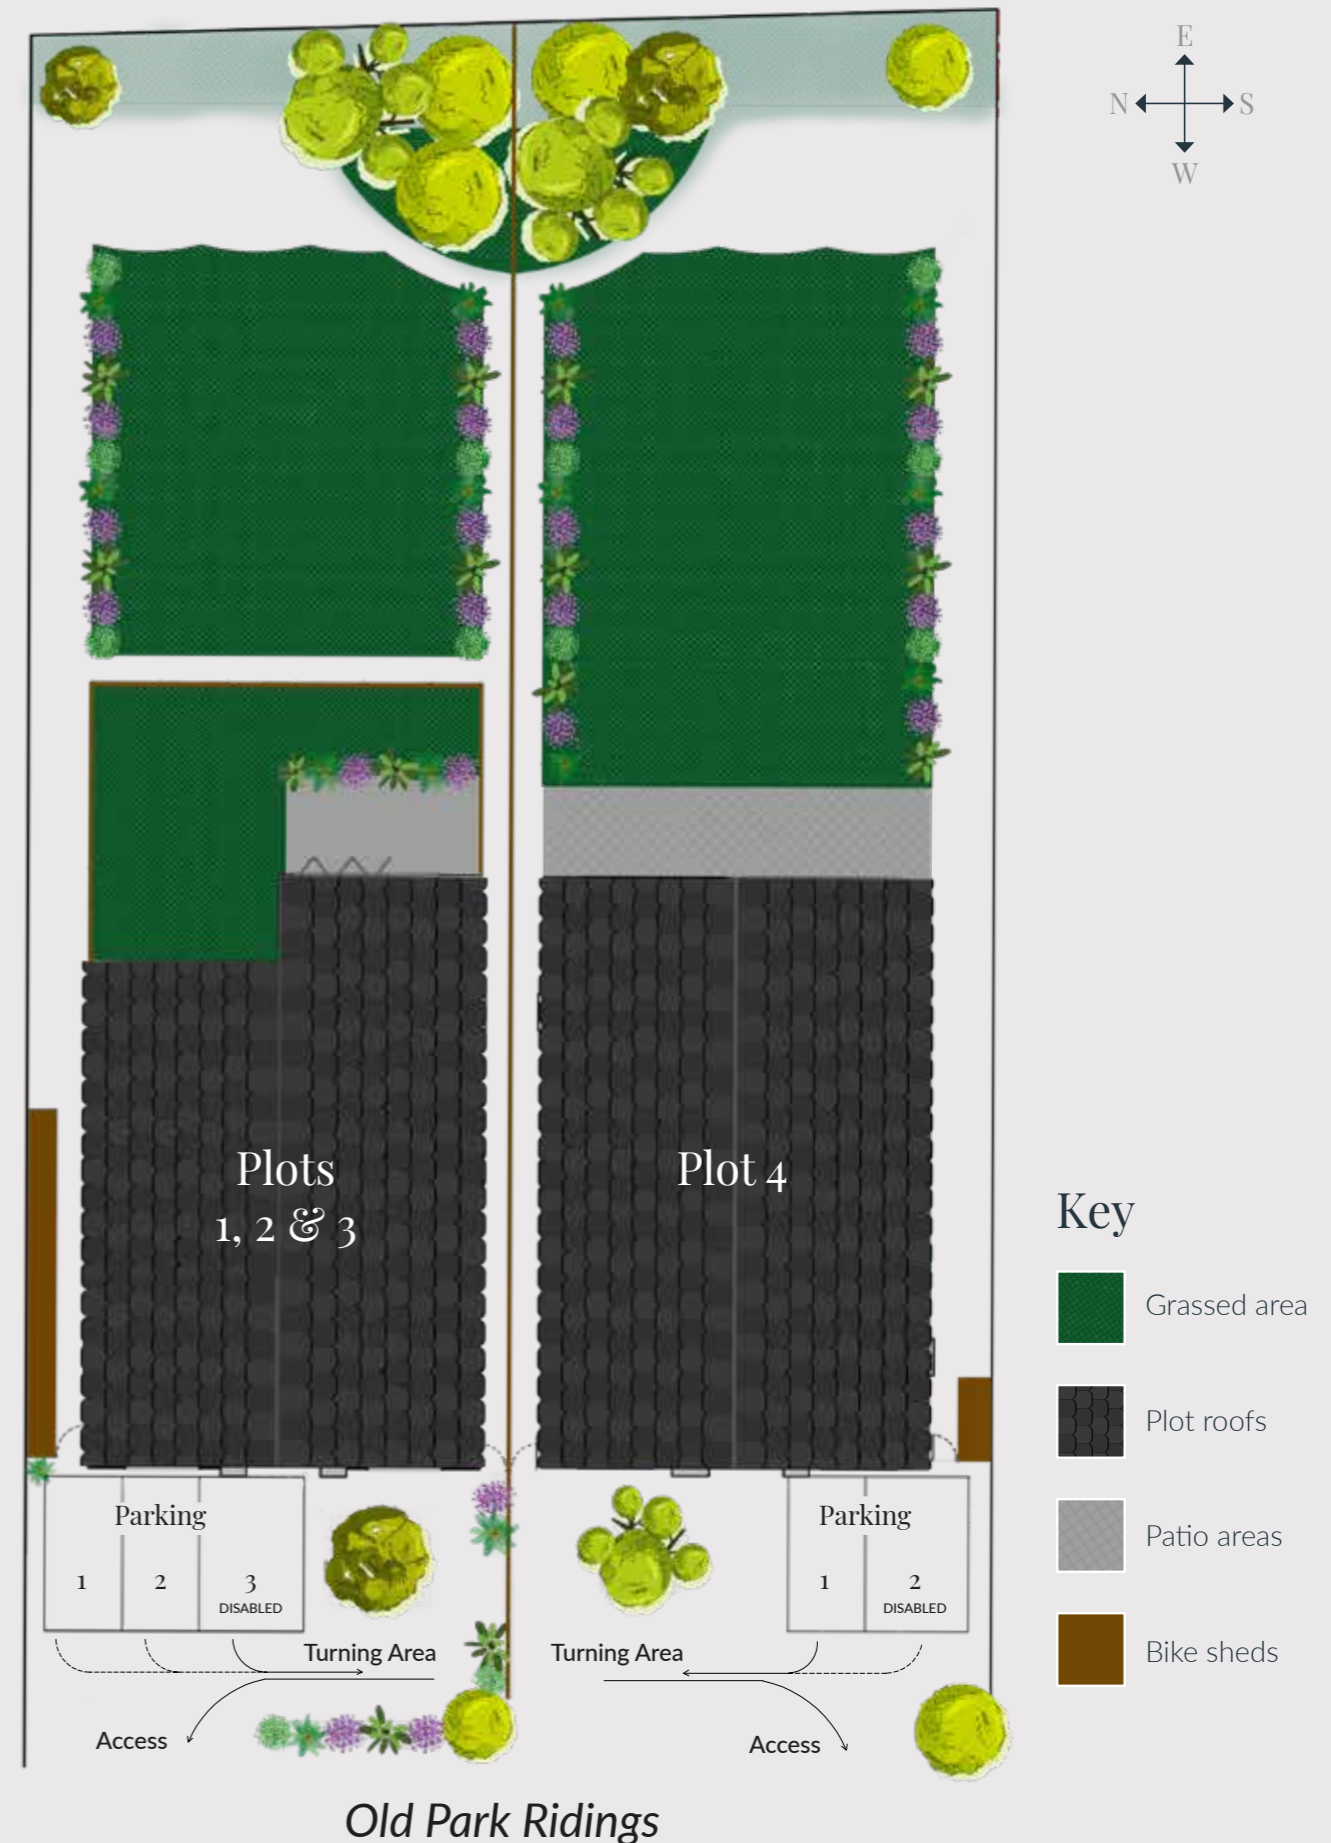 E
N S
W
Plots
1, 2 & 3
Plot 4
Key
Grassed area
Plot roofs
Patio areas
Bike sheds
Parking
1 2 3
DISABLED
Parking
1 2
DISABLED
Turning Area
Turning Area
Access
Access
Old Park Ridings